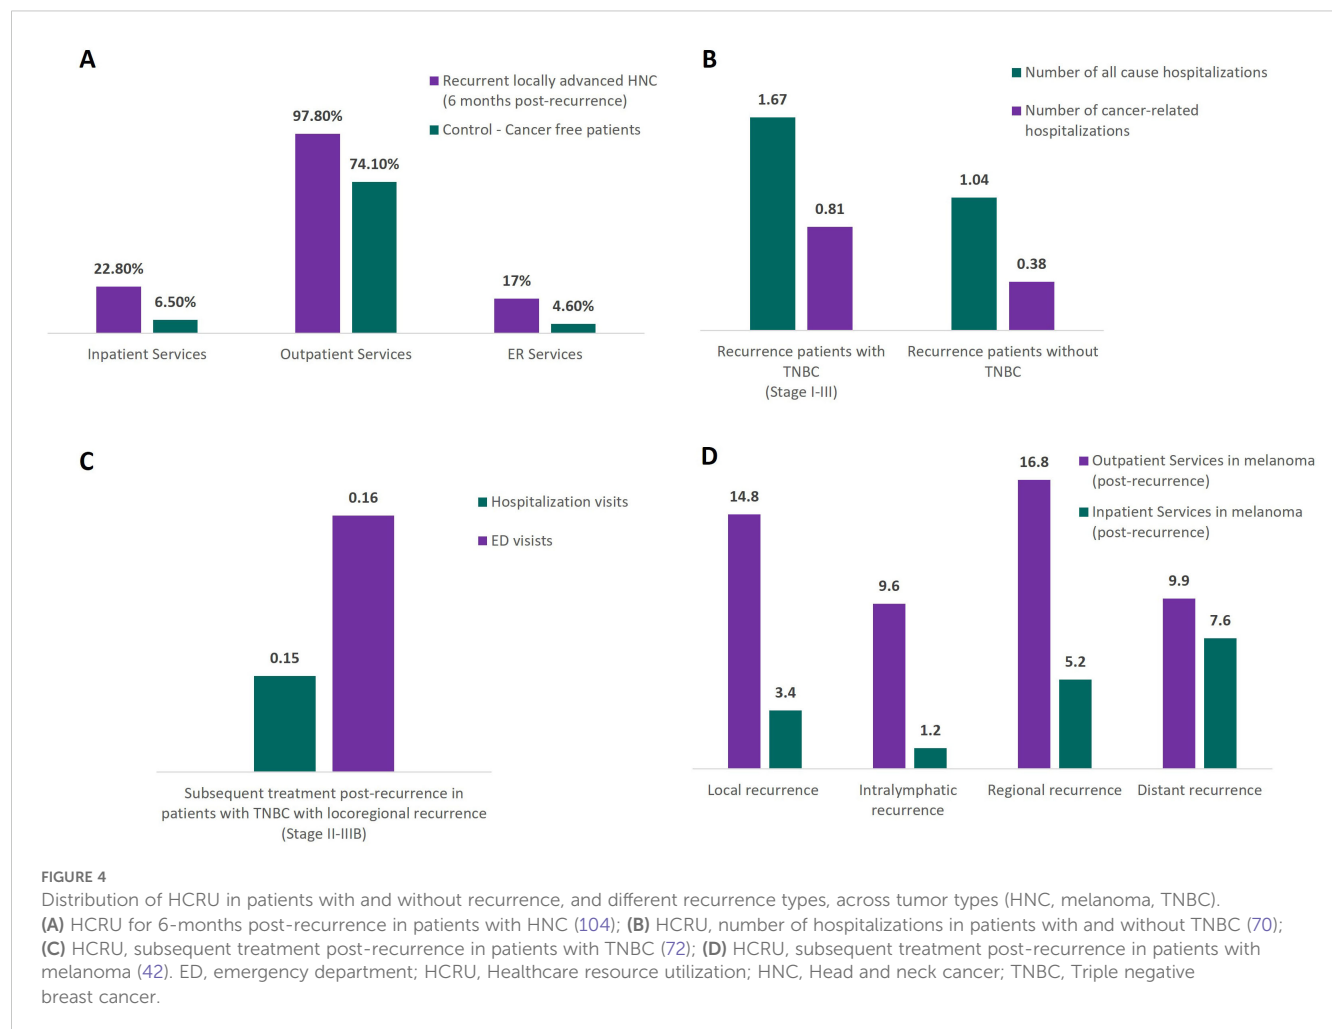 A
Recurrent locally advanced HNC
(6 months post-recurrence)
Control - Cancer free patients
97.80%
74.10%
22.80%
6.50%
17%
4.60%
Inpatient Services
Outpatient Services
ER Services
B
Number of all cause hospitalizations
Number of cancer-related
hospitalizations
1.67
0.81
1.04
0.38
Recurrence patients with
TNBC
(Stage I-III)
Recurrence patients without
TNBC
C
Hospitalization visits
ED visists
0.16
0.15
Subsequent treatment post-recurrence in
patients with TNBC with locoregional recurrence
(Stage II-IIIB)
D
Outpatient Services in melanoma
(post-recurrence)
Inpatient Services in melanoma
(post-recurrence)
14.8
3.4
9.6
1.2
16.8
5.2
9.9
7.6
Local recurrence
Intralymphatic
recurrence
Regional recurrence
Distant recurrence
FIGURE 4
Distribution of HCRU in patients with and without recurrence, and different recurrence types, across tumor types (HNC, melanoma, TNBC).
(A) HCRU for 6-months post-recurrence in patients with HNC (104); (B) HCRU, number of hospitalizations in patients with and without TNBC (70);
(C) HCRU, subsequent treatment post-recurrence in patients with TNBC (72); (D) HCRU, subsequent treatment post-recurrence in patients with
melanoma (42). ED, emergency department; HCRU, Healthcare resource utilization; HNC, Head and neck cancer; TNBC, Triple negative
breast cancer.